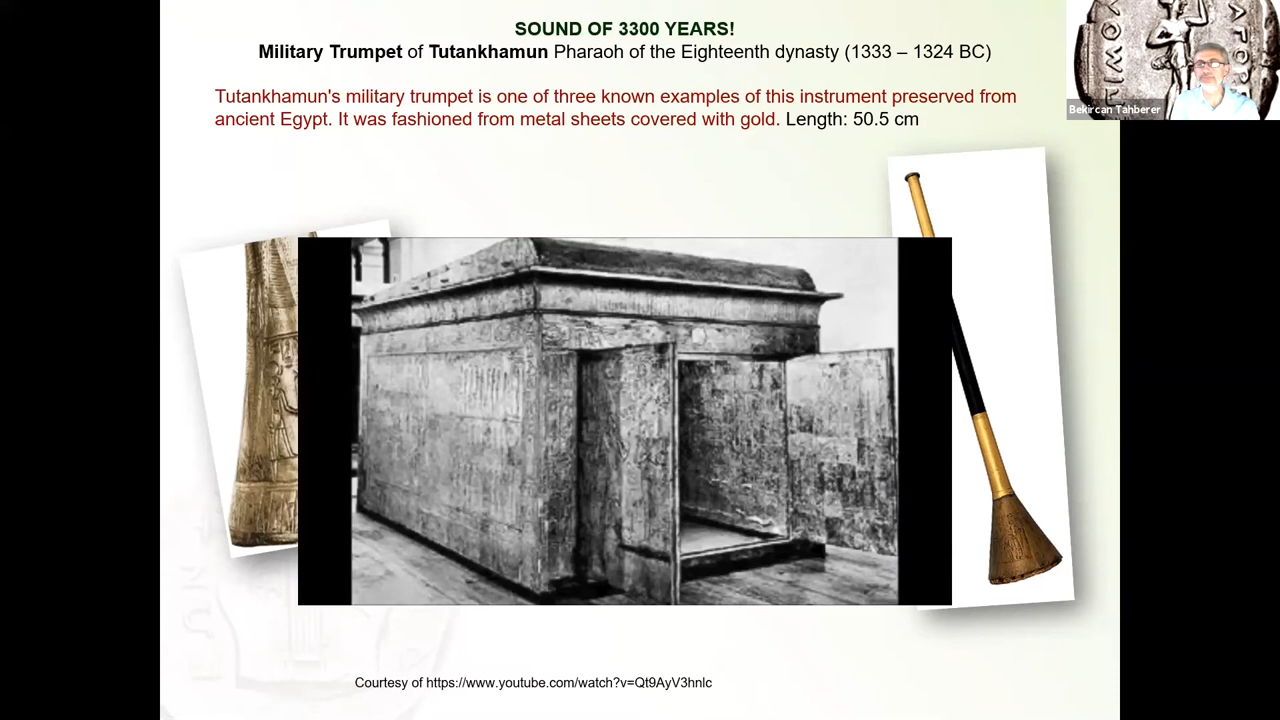 SOUND OF 3300 YEARS!
Military Trumpet of Tutankhamun Pharaoh of the Eighteenth dynasty (1333 – 1324 BC)
Tutankhamun's military trumpet is one of three known examples of this instrument preserved from
ancient Egypt. It was fashioned from metal sheets covered with gold. Length: 50.5 cm
Bekircan Tahberer
Courtesy of https://www.youtube.com/watch?v=Qt9AyV3hnlc